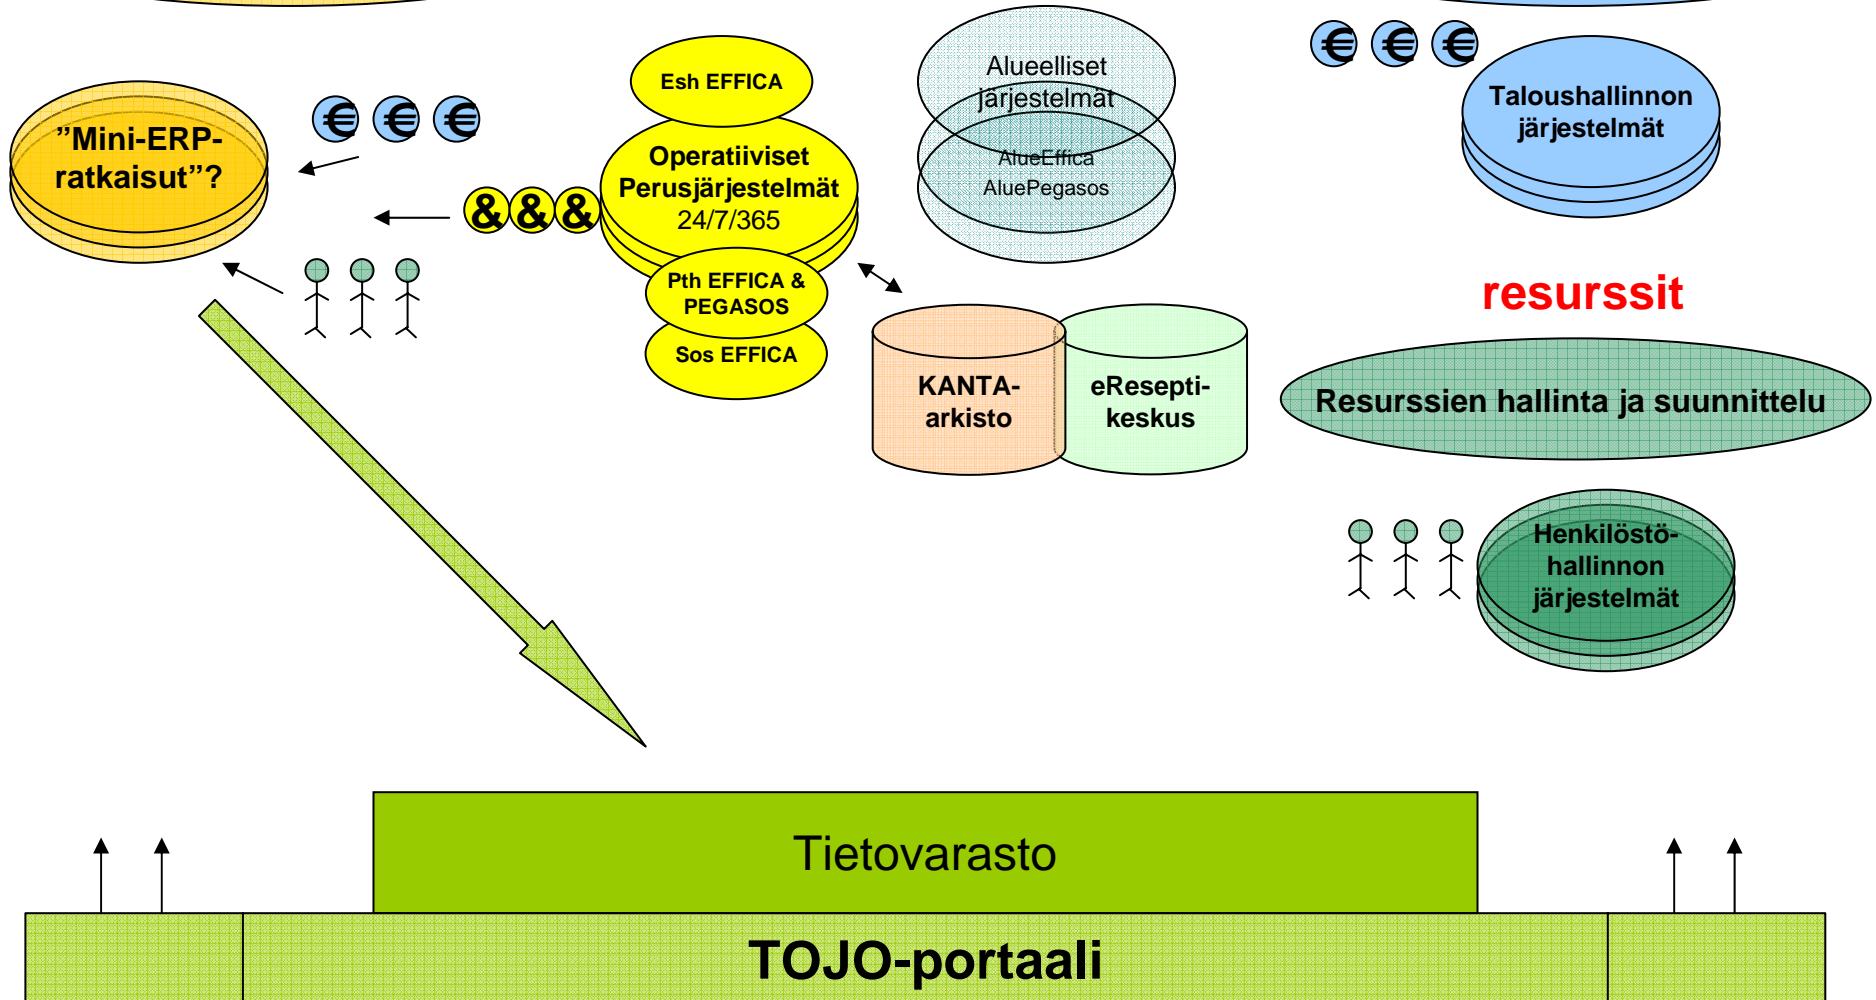 ”Mini-ERP-
ratkaisut”?
€ € €
&&&
Esh EFFICA
Operatiiviset
Perusjärjestelmät
24/7/365
Pth EFFICA &
PEGASOS
Sos EFFICA
Alueelliset
järjestelmät
AlueEffica
AluePegasos
KANTA-
arkisto
eResepti-
keskus
€ € €
Taloushallinnon
järjestelmät
resurssit
Resurssien hallinta ja suunnittelu
Henkilöstö-
hallinnon
järjestelmät
Tietovarasto
TOJO-portaali